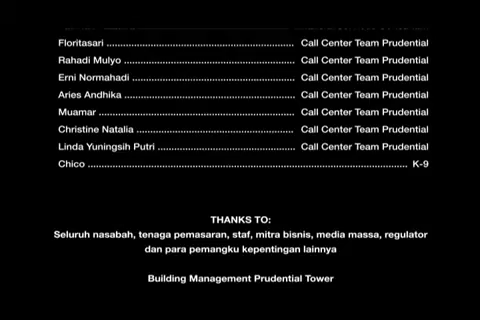 Floritasari ................................................................ Call Center Team Prudential
Rahadi Mulyo .......................................................... Call Center Team Prudential
Erni Normahadi ....................................................... Call Center Team Prudential
Aries Andhika .......................................................... Call Center Team Prudential
Muamar ................................................................... Call Center Team Prudential
Christine Natalia ..................................................... Call Center Team Prudential
Linda Yuningsih Putri ............................................... Call Center Team Prudential
Chico ............................................................................................................. K-9
THANKS TO:
Seluruh nasabah, tenaga pemasaran, staf, mitra bisnis, media massa, regulator
dan para pemangku kepentingan lainnya
Building Management Prudential Tower